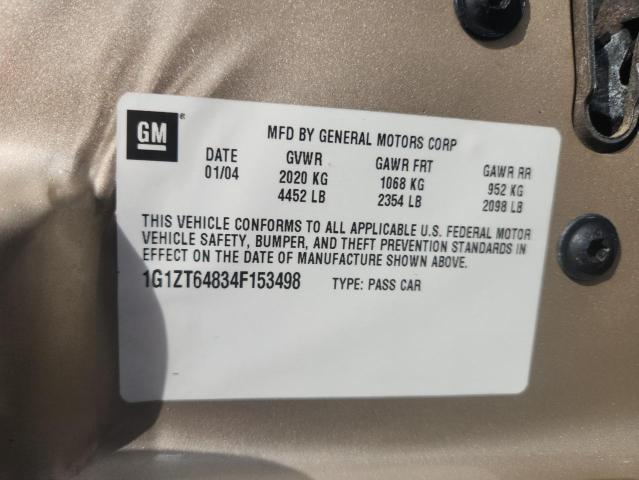 GM ®
MFD BY GENERAL MOTORS CORP
DATE GVWR GAWR FRT GAWR RR
01/04 2020 KG 1068 KG 952 KG
4452 LB 2354 LB 2098 LB
THIS VEHICLE CONFORMS TO ALL APPLICABLE U.S. FEDERAL MOTOR
VEHICLE SAFETY, BUMPER, AND THEFT PREVENTION STANDARDS IN
EFFECT ON THE DATE OF MANUFACTURE SHOWN ABOVE.
1G1ZT64834F153498 TYPE: PASS CAR